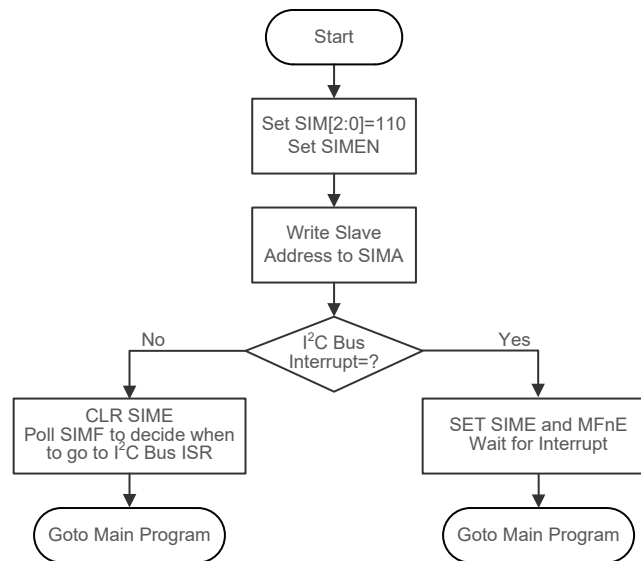 Start
Set SIM[2:0]=110
Set SIMEN
Write Slave
Address to SIMA
I²C Bus
Interrupt=?
No
Yes
CLR SIME
Poll SIMF to decide when
to go to I²C Bus ISR
SET SIME and MFnE
Wait for Interrupt
Goto Main Program
Goto Main Program